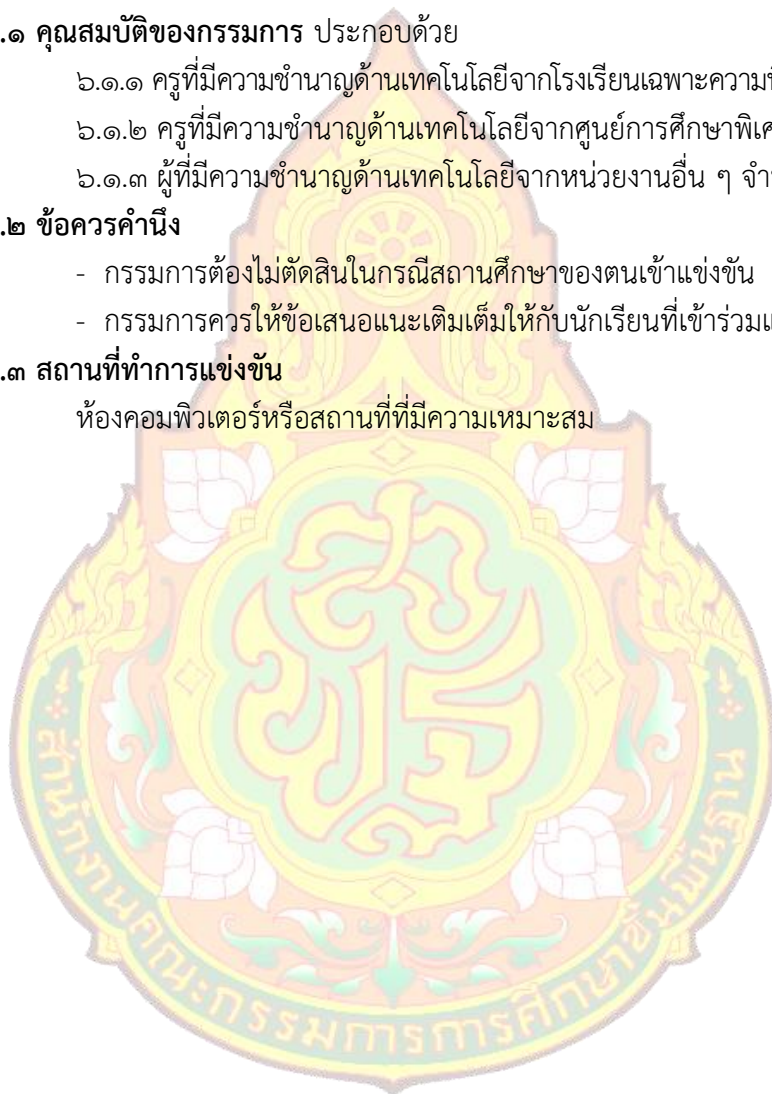 .๑ คุณสมบัติของกรรมการ ประกอบด้วย
๖.๑.๑ ครูที่มีความชำนาญด้านเทคโนโลยีจากโรงเรียนเฉพาะความ
๖.๑.๒ ครูที่มีความชำนาญด้านเทคโนโลยีจากศูนย์การศึกษาพิเศ
๖.๑.๓ ผู้ที่มีความชำนาญด้านเทคโนโลยีจากหน่วยงานอื่น ๆ จำ
.๒ ข้อควรคำนึง
- กรรมการต้องไม่ตัดสินในกรณีสถานศึกษาของตนเข้าแข่งขัน
- กรรมการควรให้ข้อเสนอแนะเติมเต็มให้กับนักเรียนที่เข้าร่วม
.๓ สถานที่ทำการแข่งขัน
ห้องคอมพิวเตอร์หรือสถานที่ที่มีความเหมาะสม
สพฐ
สำนักงานคณะกรรมการการศึกษาขั้นพื้นฐาน